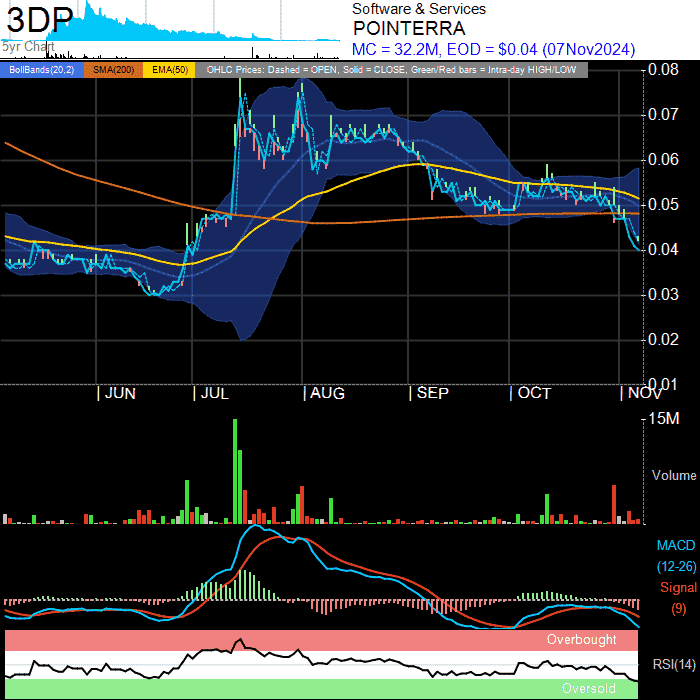 3DP
5yr Chart
Software & Services
POINTERRA
MC = 32.2M, EOD = $0.04 (07Nov2024)
BollBands(20,2) SMA(200) EMA(50) OHLC Prices: Dashed = OPEN, Solid = CLOSE, Green/Red bars = Intra-day HIGH/LOW
0.08
0.07
0.06
0.05
0.04
0.03
0.02
0.01
JUN JUL AUG SEP OCT NOV
15M
Volume
MACD
(12-26)
Signal
(9)
Overbought
RSI(14)
Oversold